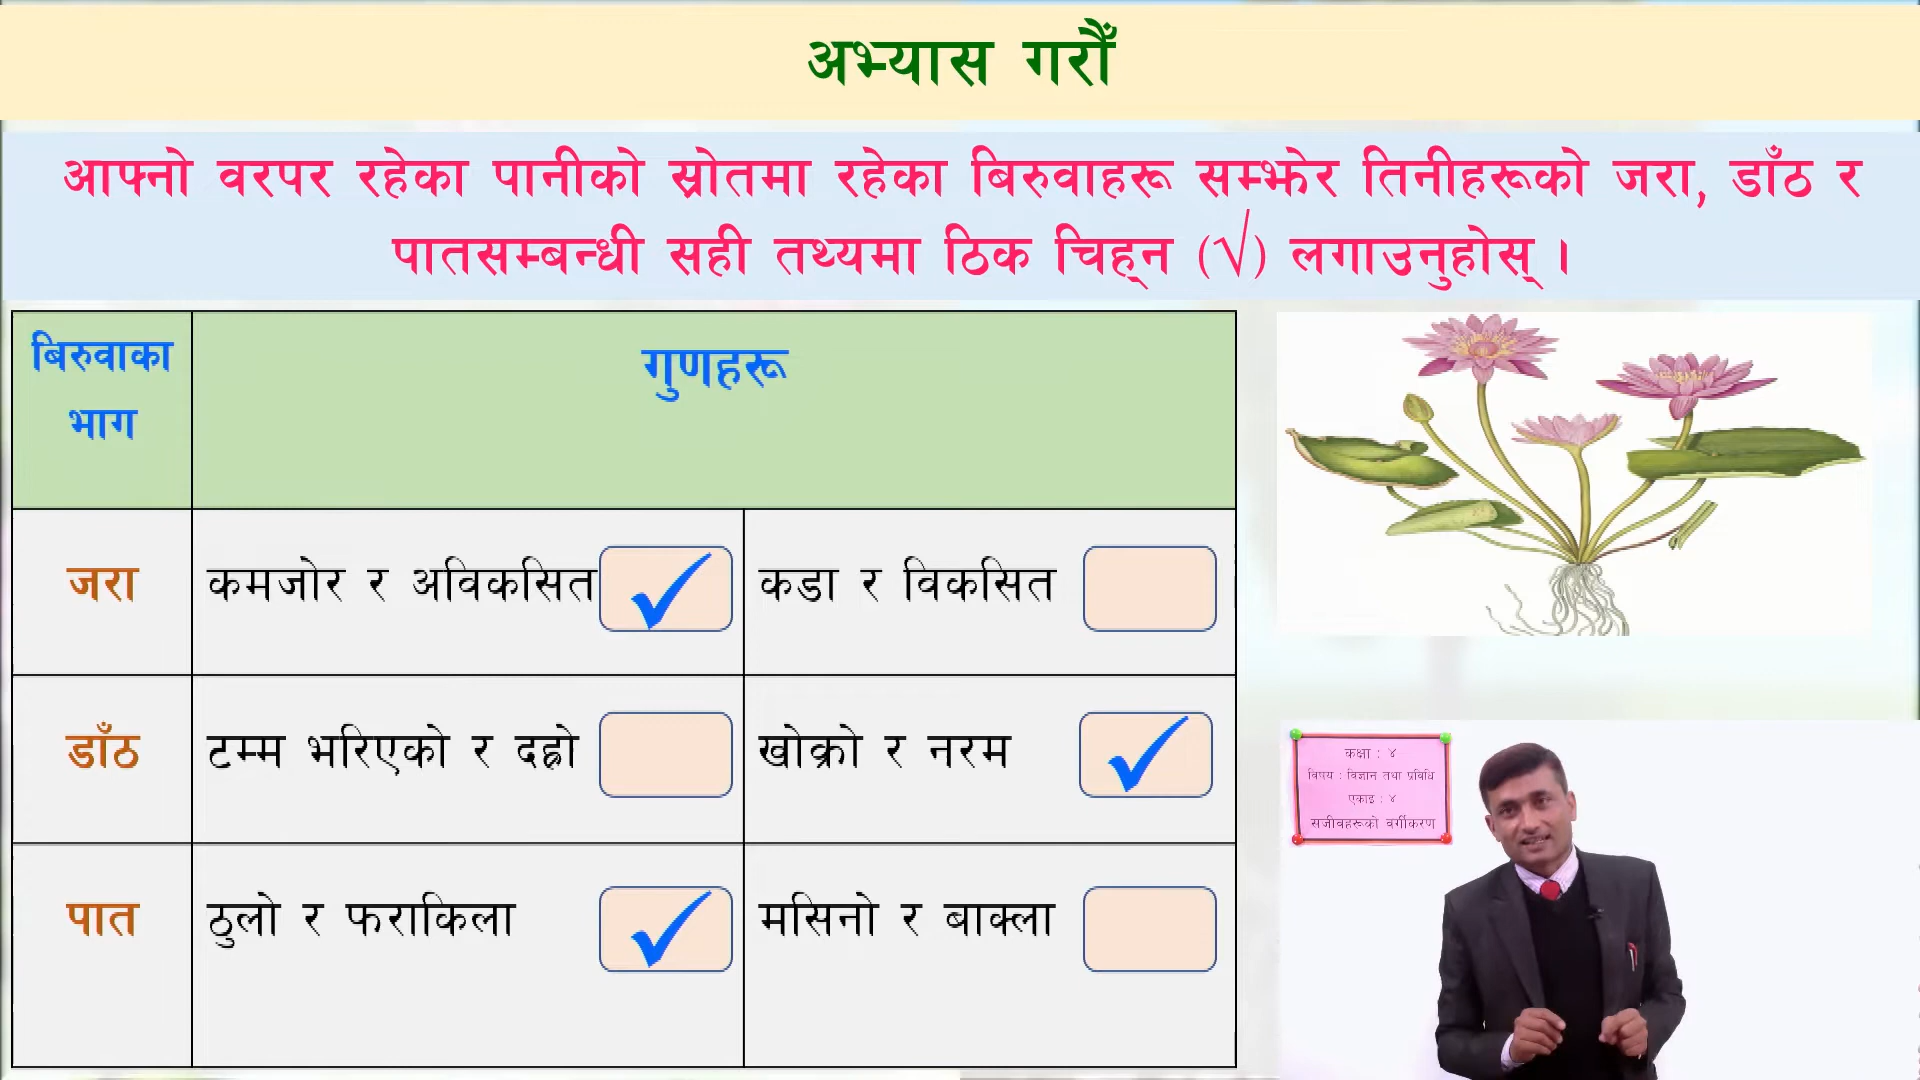 अभ्यास गरौँ
आफ्नो वरपर रहेका पानीको स्रोतमा रहेका बिरुवाहरू सम्झेर तिनीहरूको जरा, डाँठ र
पातसम्बन्धी सही तथ्यमा ठिक चिह्‍न (√) लगाउनुहोस् ।
बिरुवाका
भाग
गुणहरू
जरा
कमजोर र अविकसित
कडा र विकसित
डाँठ
टम्म भरिएको र दह्रो
खोक्रो र नरम
पात
ठुलो र फराकिला
मसिनो र बाक्ला
कक्षा : ४
विषय : विज्ञान तथा प्रविधि
एकाइ : ४
सजीवहरूको वर्गीकरण